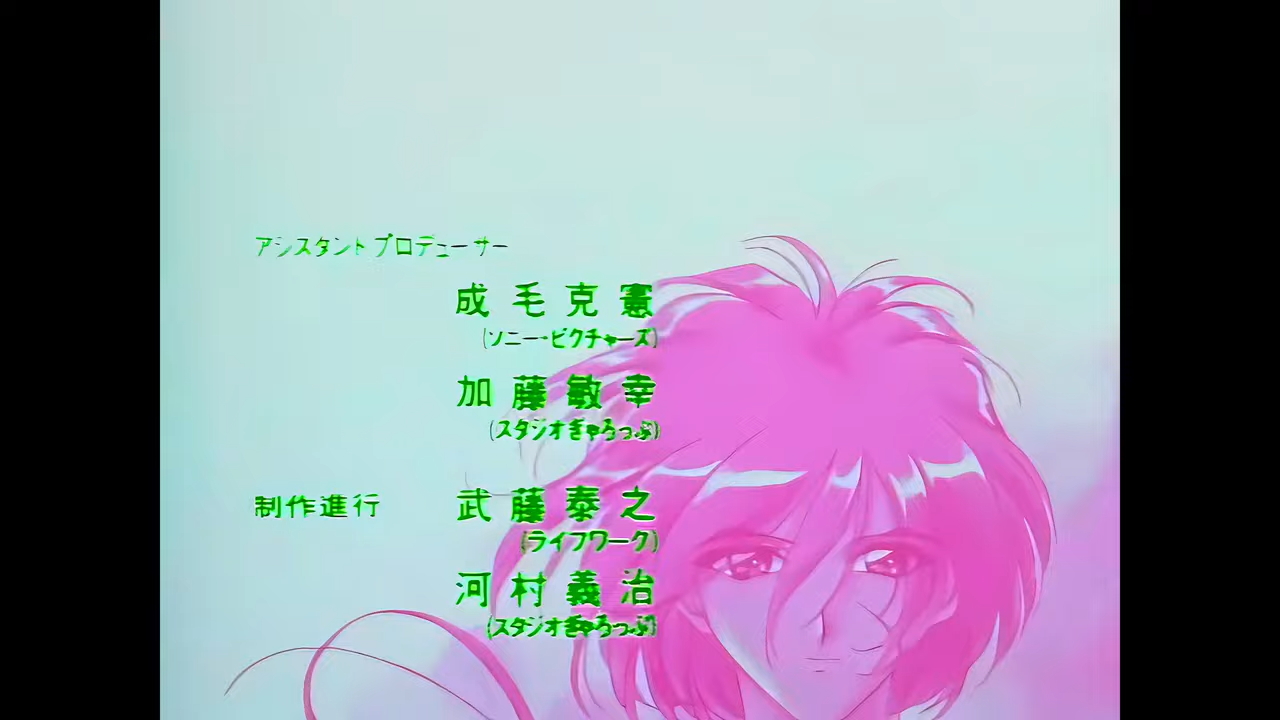 アシスタントプロデューサー
成毛克憲
(ソニー・ピクチャーズ)
加藤敏幸
(スタジオぎゃろっぷ)
制作進行 武藤泰之
(ライフワーク)
河村義治
(スタジオぎゃろっぷ)